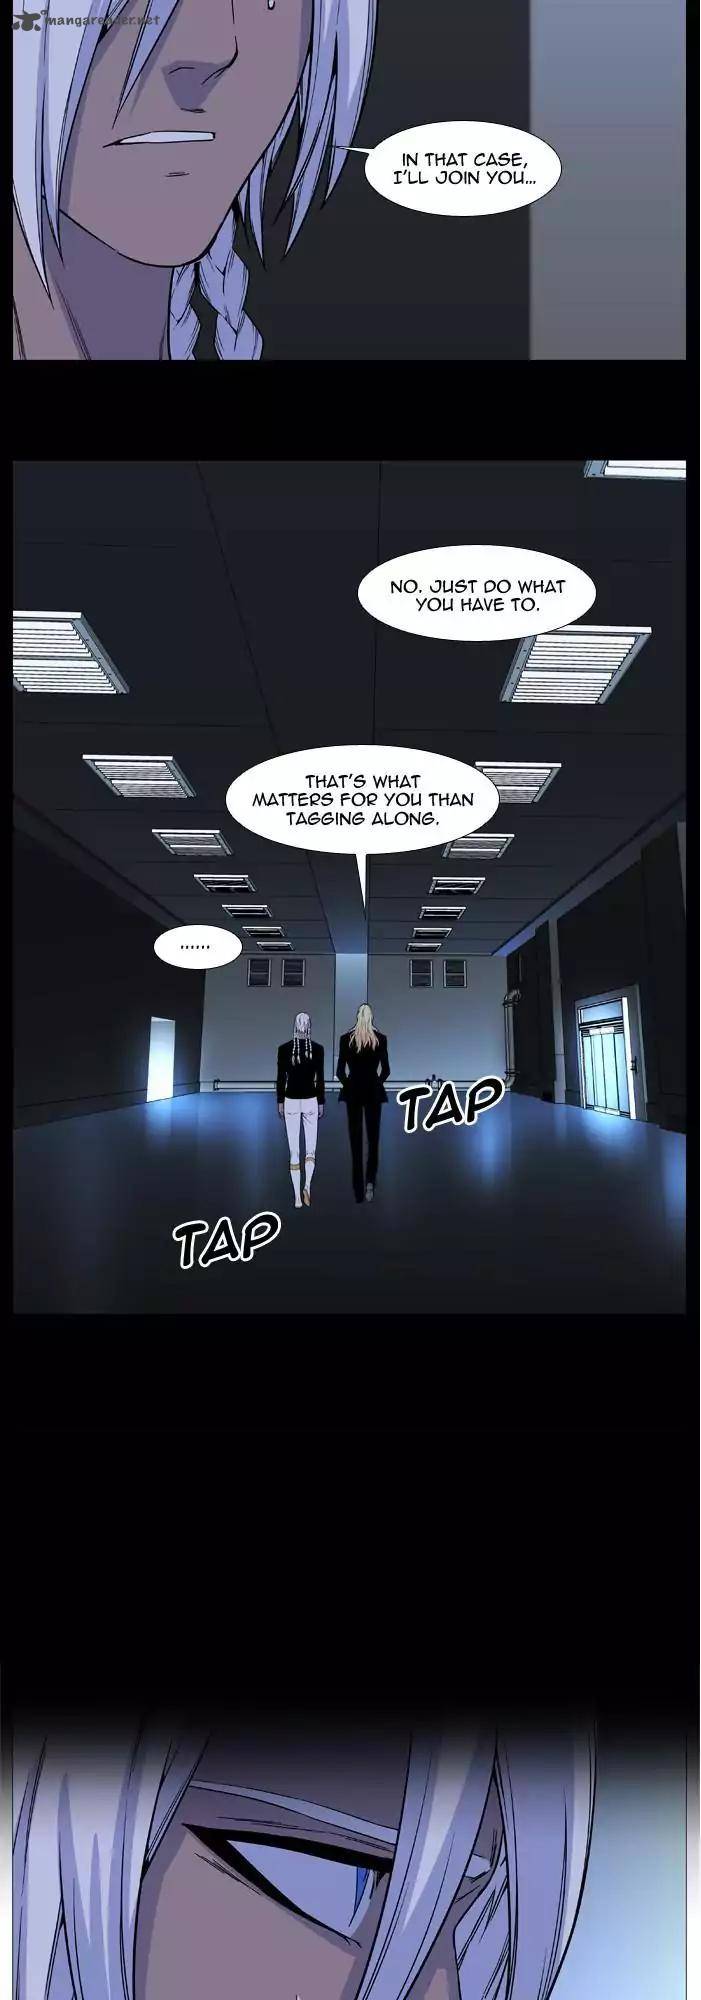 mangareader.net
IN THAT CASE,
I'LL JOIN YOU...
NO. JUST DO WHAT
YOU HAVE TO.
THAT'S WHAT
MATTERS FOR YOU THAN
TAGGING ALONG.
......
TAP
TAP